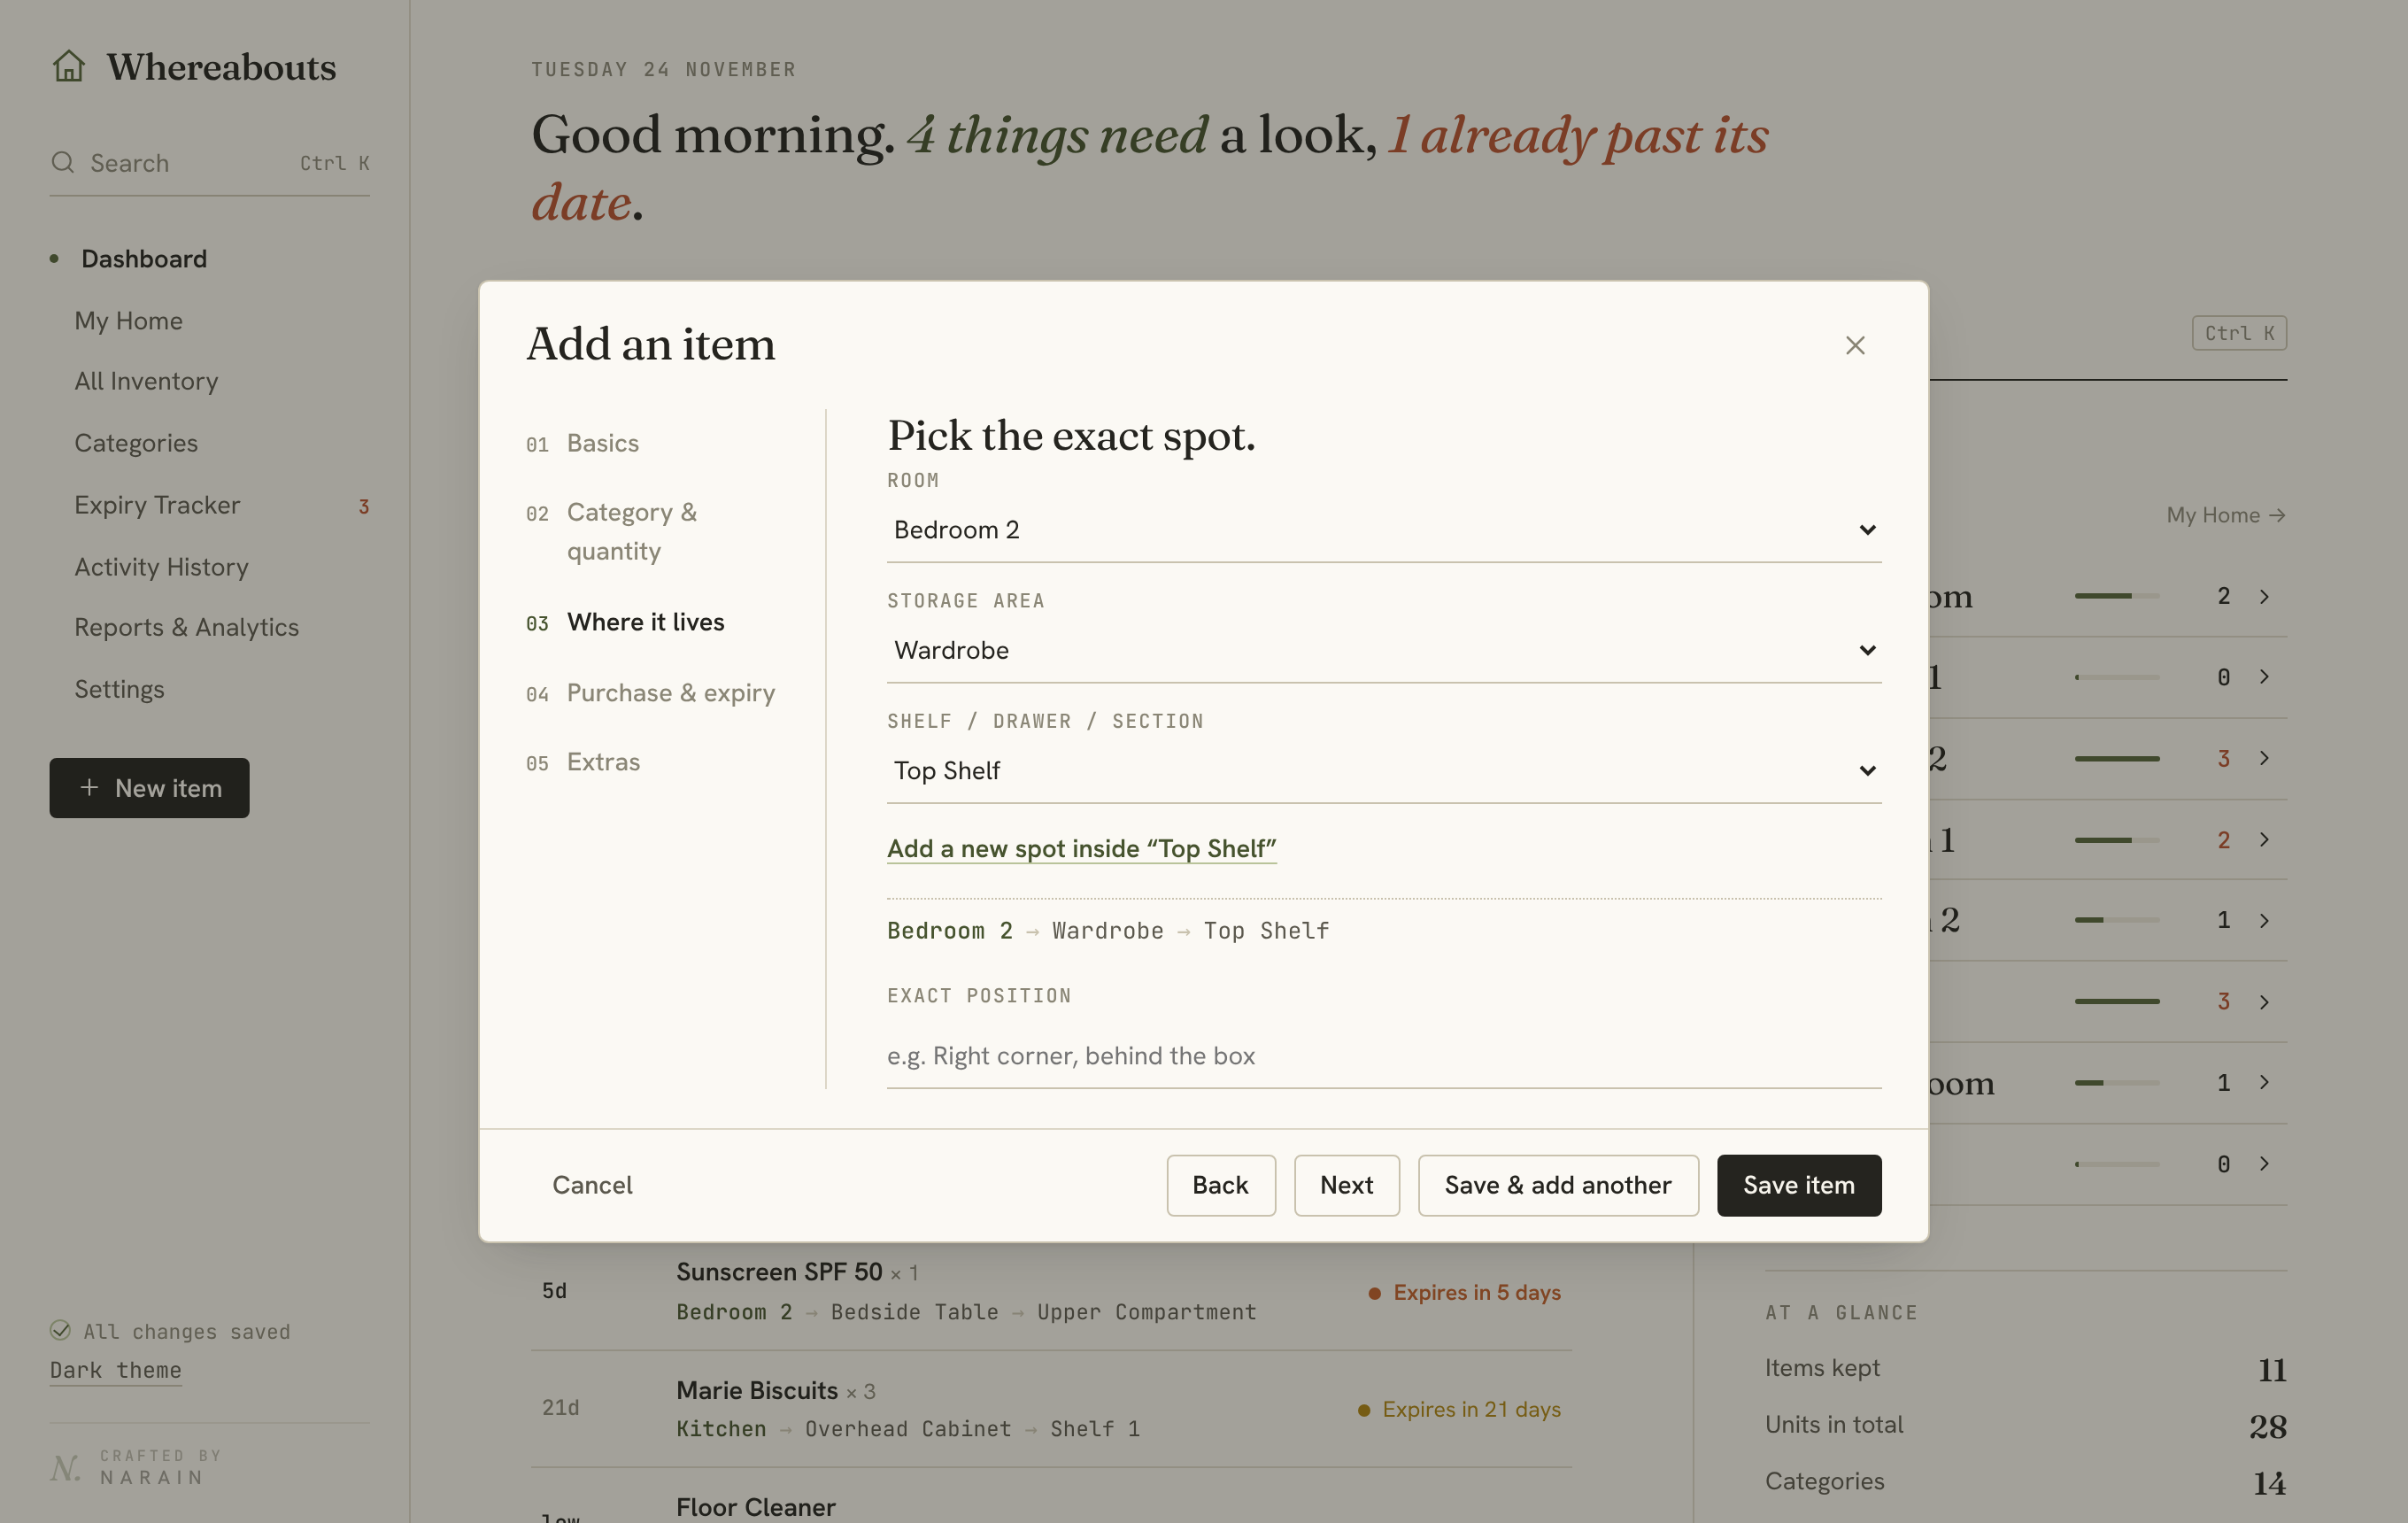 Whereabouts
Search Ctrl K
Dashboard
My Home
All Inventory
Categories
Expiry Tracker 3
Activity History
Reports & Analytics
Settings
+ New item
All changes saved
Dark theme
N.
CRAFTED BY
NARAIN
TUESDAY 24 NOVEMBER
Good morning. 4 things need a look, 1 already past its
date.
Ctrl K
My Home →
2
1 0
2 3
1 2
2 1
3
1
0
Add an item
01 Basics
02 Category &
quantity
03 Where it lives
04 Purchase & expiry
05 Extras
Pick the exact spot.
ROOM
Bedroom 2
STORAGE AREA
Wardrobe
SHELF / DRAWER / SECTION
Top Shelf
Add a new spot inside “Top Shelf”
Bedroom 2 → Wardrobe → Top Shelf
EXACT POSITION
e.g. Right corner, behind the box
Cancel
Back
Next
Save & add another
Save item
5d
Sunscreen SPF 50 × 1
Bedroom 2 → Bedside Table → Upper Compartment
Expires in 5 days
21d
Marie Biscuits × 3
Kitchen → Overhead Cabinet → Shelf 1
Expires in 21 days
low
Floor Cleaner
AT A GLANCE
Items kept 11
Units in total 28
Categories 14